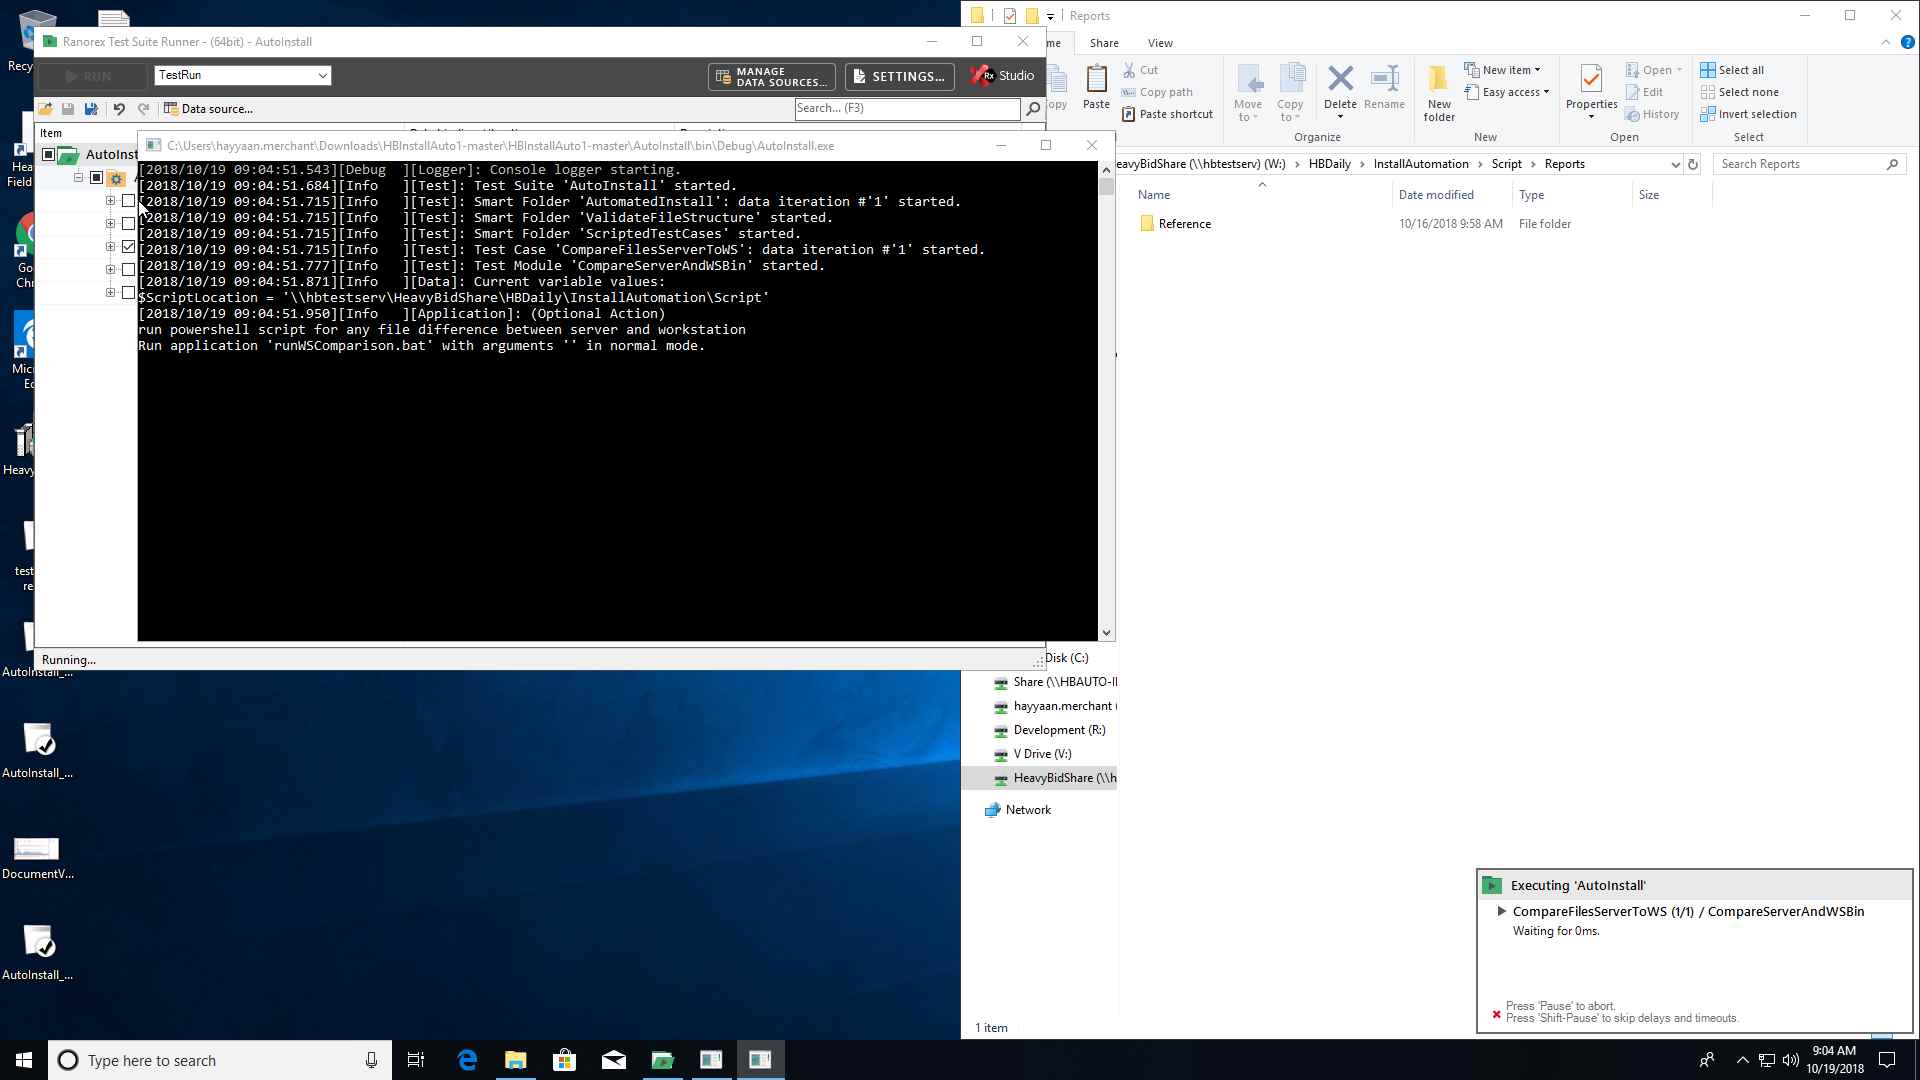 Recyc
Hea
Field
Go
Chr
Mic
Ed
Heavy
test
re
AutoInstall_...
AutoInstall_...
DocumentV...
AutoInstall_...
Ranorex Test Suite Runner - (64bit) - AutoInstall
RUN
TestRun
MANAGE
DATA SOURCES...
SETTINGS...
Rx Studio
Data source...
Search... (F3)
Item
AutoInst
C:\Users\hayyaan.merchant\Downloads\HBInstallAuto1-master\HBInstallAuto1-master\AutoInstall\bin\Debug\AutoInstall.exe
[2018/10/19 09:04:51.543][Debug ][Logger]: Console logger starting.
[2018/10/19 09:04:51.684][Info ][Test]: Test Suite 'AutoInstall' started.
[2018/10/19 09:04:51.715][Info ][Test]: Smart Folder 'AutomatedInstall': data iteration #'1' started.
[2018/10/19 09:04:51.715][Info ][Test]: Smart Folder 'ValidateFileStructure' started.
[2018/10/19 09:04:51.715][Info ][Test]: Smart Folder 'ScriptedTestCases' started.
[2018/10/19 09:04:51.715][Info ][Test]: Test Case 'CompareFilesServerToWS': data iteration #'1' started.
[2018/10/19 09:04:51.777][Info ][Test]: Test Module 'CompareServerAndWSBin' started.
[2018/10/19 09:04:51.871][Info ][Data]: Current variable values:
$ScriptLocation = '\\hbtestserv\HeavyBidShare\HBDaily\InstallAutomation\Script'
[2018/10/19 09:04:51.950][Info ][Application]: (Optional Action)
run powershell script for any file difference between server and workstation
Run application 'runWSComparison.bat' with arguments '' in normal mode.
Running...
Reports
me
Share
View
opy
Paste
Cut
Copy path
Paste shortcut
Move
to
Copy
to
Delete
Rename
Organize
New
folder
New item
Easy access
New
Properties
Open
Edit
History
Open
Select all
Select none
Invert selection
Select
eavyBidShare (\\hbtestserv) (W:) > HBDaily > InstallAutomation > Script > Reports
Search Reports
Name
Date modified
Type
Size
Reference
10/16/2018 9:58 AM
File folder
Disk (C:)
Share (\\HBAUTO-I
hayyaan.merchant (
Development (R:)
V Drive (V:)
HeavyBidShare (\\h
Network
1 item
Executing 'AutoInstall'
CompareFilesServerToWS (1/1) / CompareServerAndWSBin
Waiting for 0ms.
Press 'Pause' to abort.
Press 'Shift-Pause' to skip delays and timeouts.
Type here to search
9:04 AM
10/19/2018